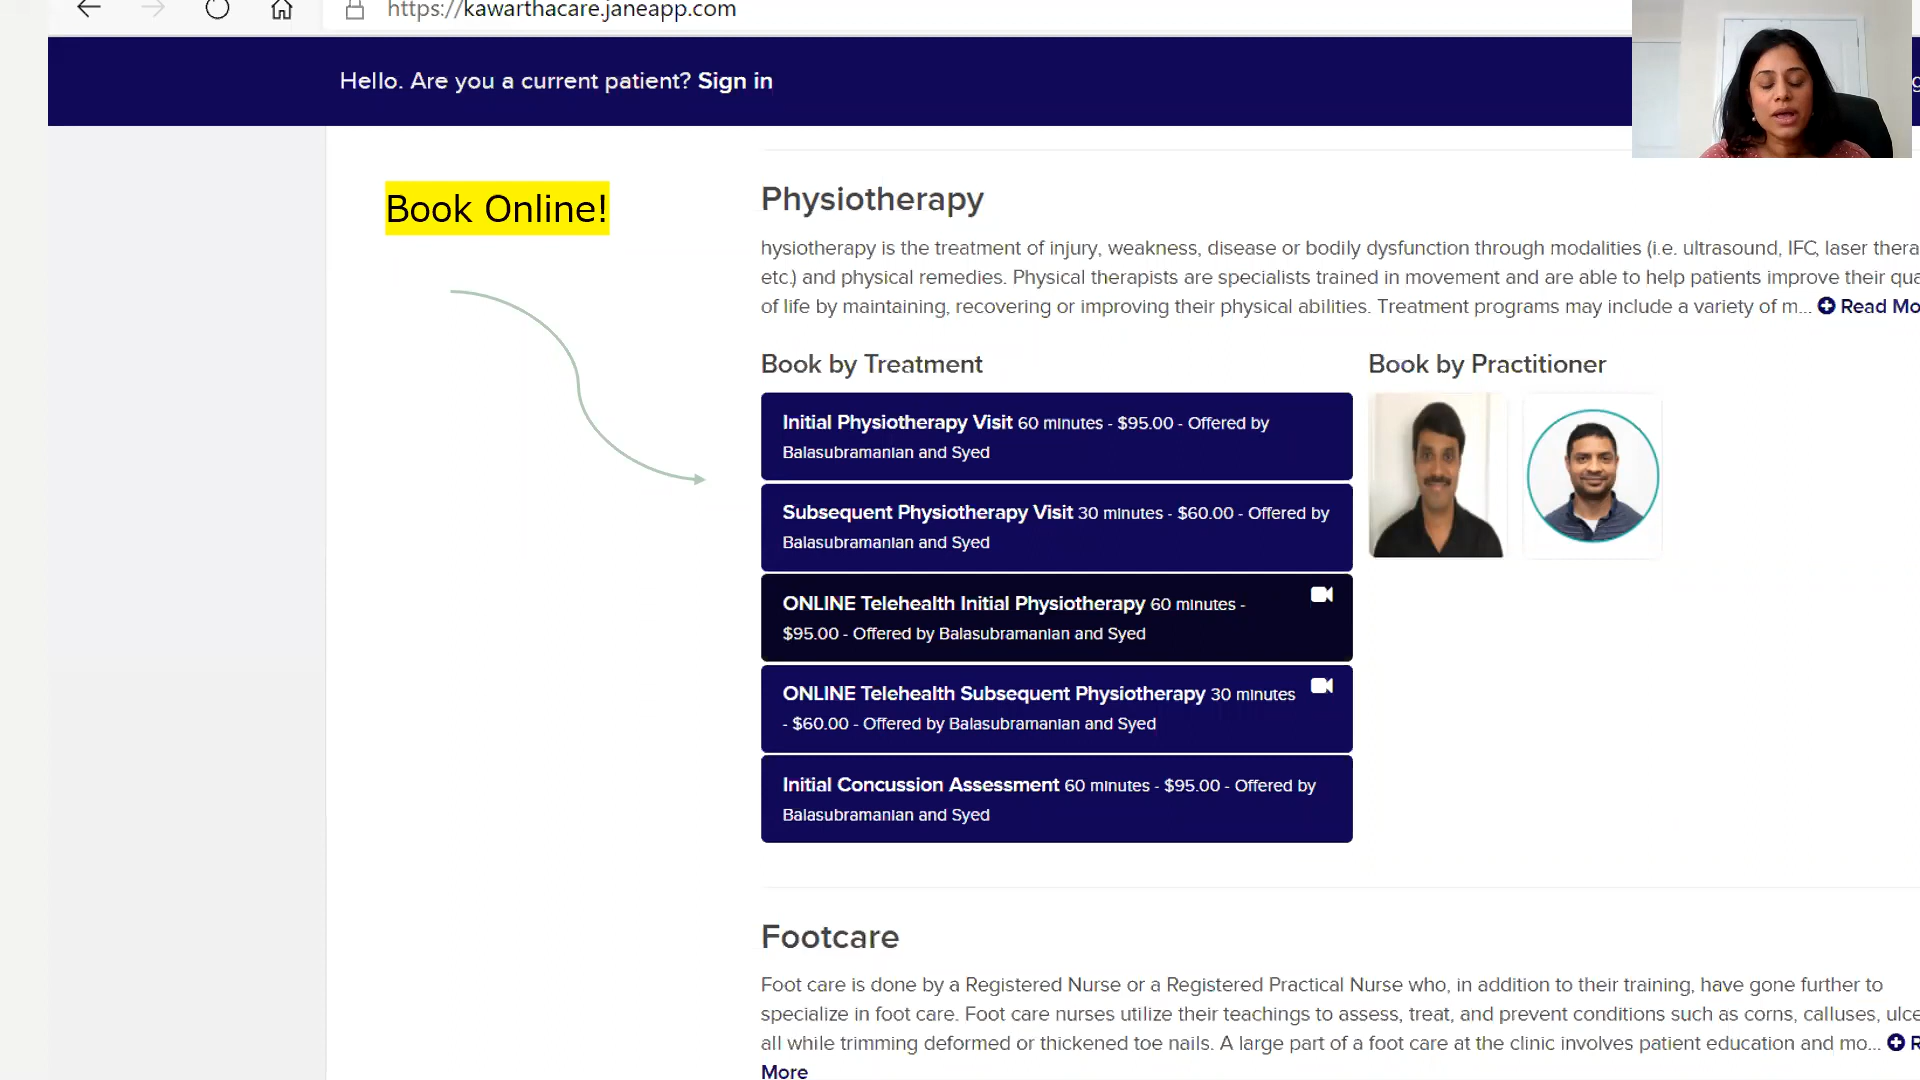 https://kawarthacare.janeapp.com
Hello. Are you a current patient? Sign in
Book Online!
Physiotherapy
hysiotherapy is the treatment of injury, weakness, disease or bodily dysfunction through modalities (i.e. ultrasound, IFC, laser thera
etc.) and physical remedies. Physical therapists are specialists trained in movement and are able to help patients improve their qua
of life by maintaining, recovering or improving their physical abilities. Treatment programs may include a variety of m... Read Mo
Book by Treatment
Book by Practitioner
Initial Physiotherapy Visit 60 minutes - $95.00 - Offered by
Balasubramanian and Syed
Subsequent Physiotherapy Visit 30 minutes - $60.00 - Offered by
Balasubramanian and Syed
ONLINE Telehealth Initial Physiotherapy 60 minutes -
$95.00 - Offered by Balasubramanian and Syed
ONLINE Telehealth Subsequent Physiotherapy 30 minutes
- $60.00 - Offered by Balasubramanian and Syed
Initial Concussion Assessment 60 minutes - $95.00 - Offered by
Balasubramanian and Syed
Footcare
Foot care is done by a Registered Nurse or a Registered Practical Nurse who, in addition to their training, have gone further to
specialize in foot care. Foot care nurses utilize their teachings to assess, treat, and prevent conditions such as corns, calluses, ulce
all while trimming deformed or thickened toe nails. A large part of a foot care at the clinic involves patient education and mo... R
More